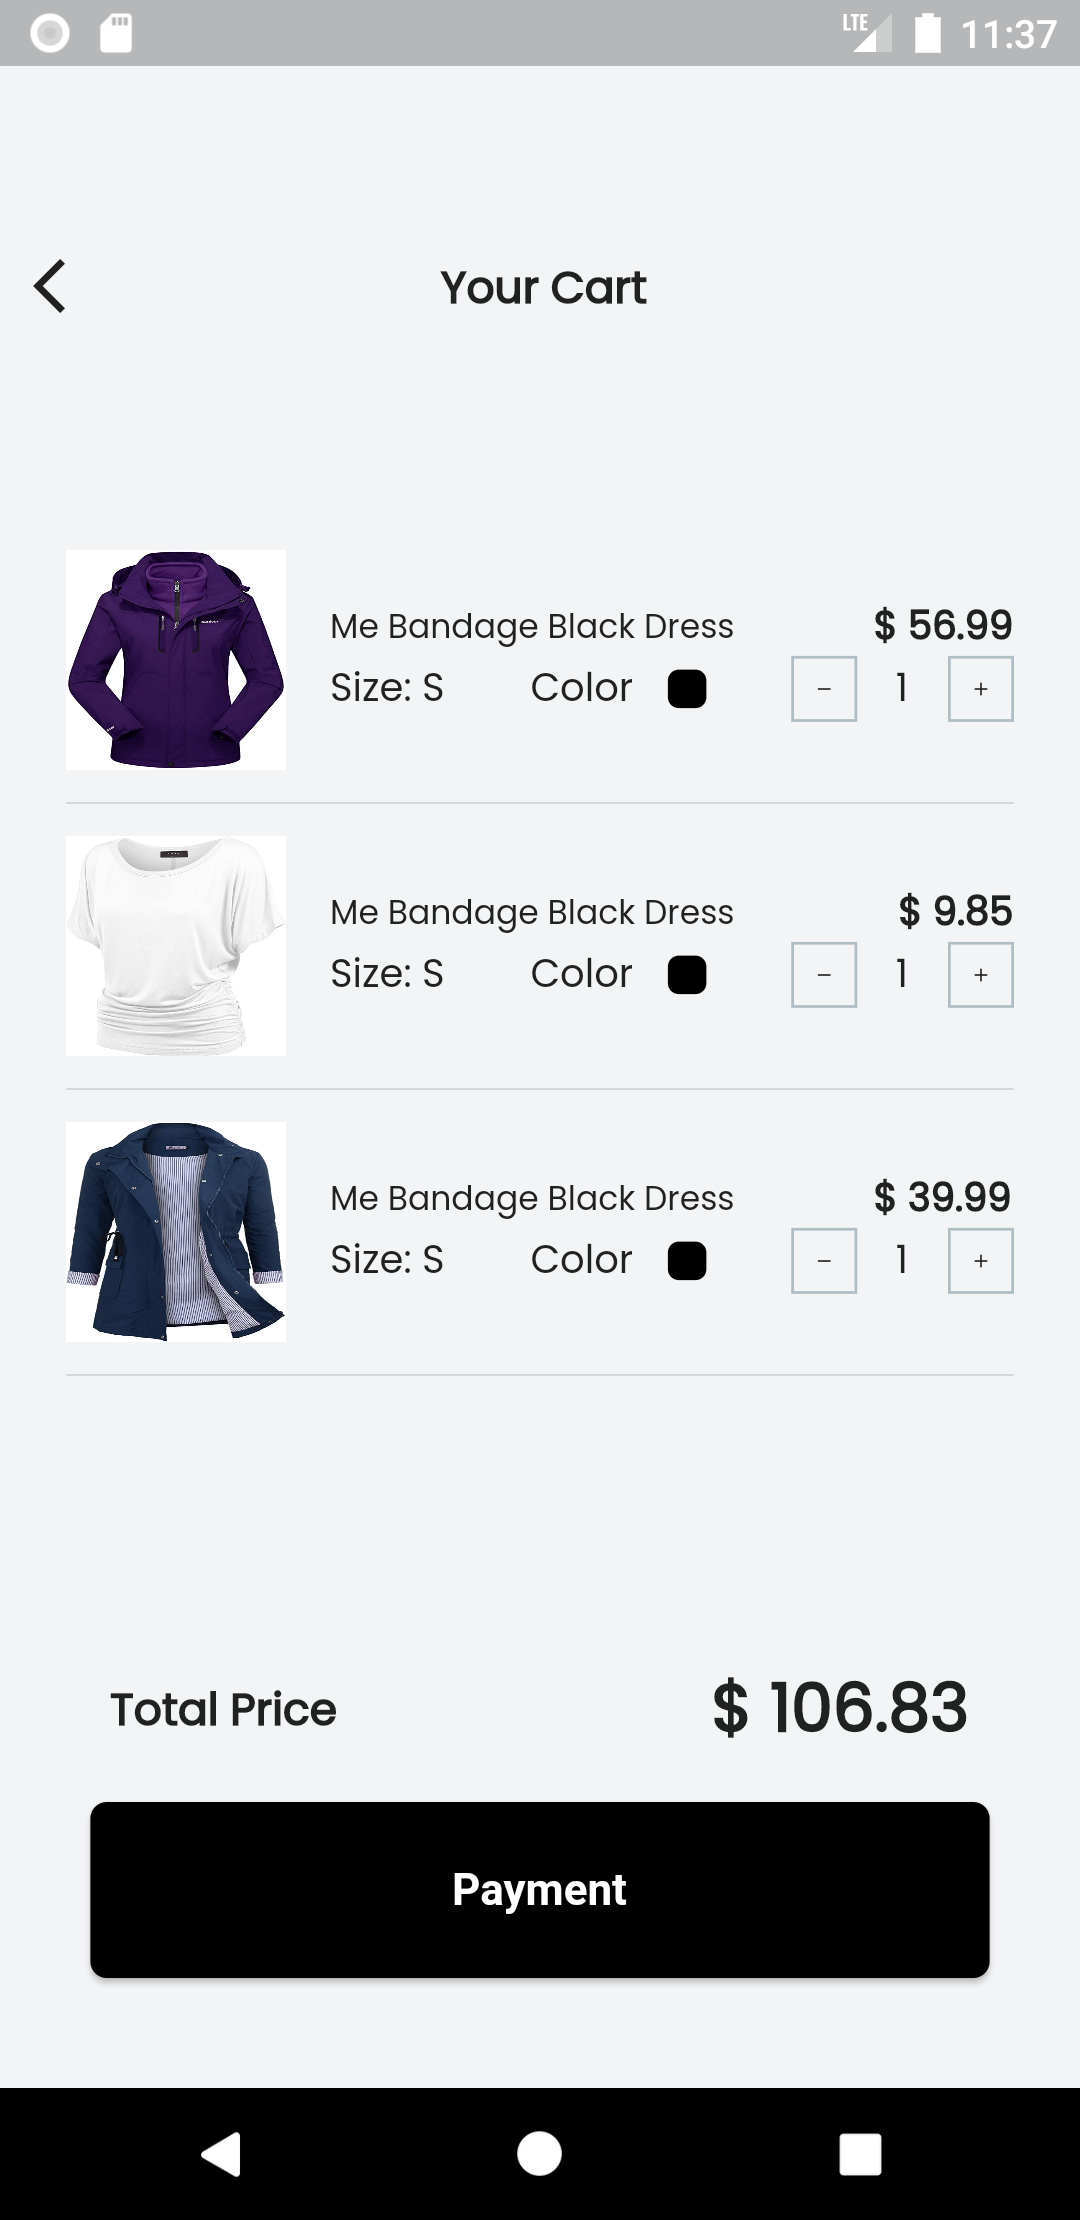 LTE 11:37
Your Cart
Me Bandage Black Dress $ 56.99
Size: S Color − 1 +
Me Bandage Black Dress $ 9.85
Size: S Color − 1 +
Me Bandage Black Dress $ 39.99
Size: S Color − 1 +
Total Price $ 106.83
Payment